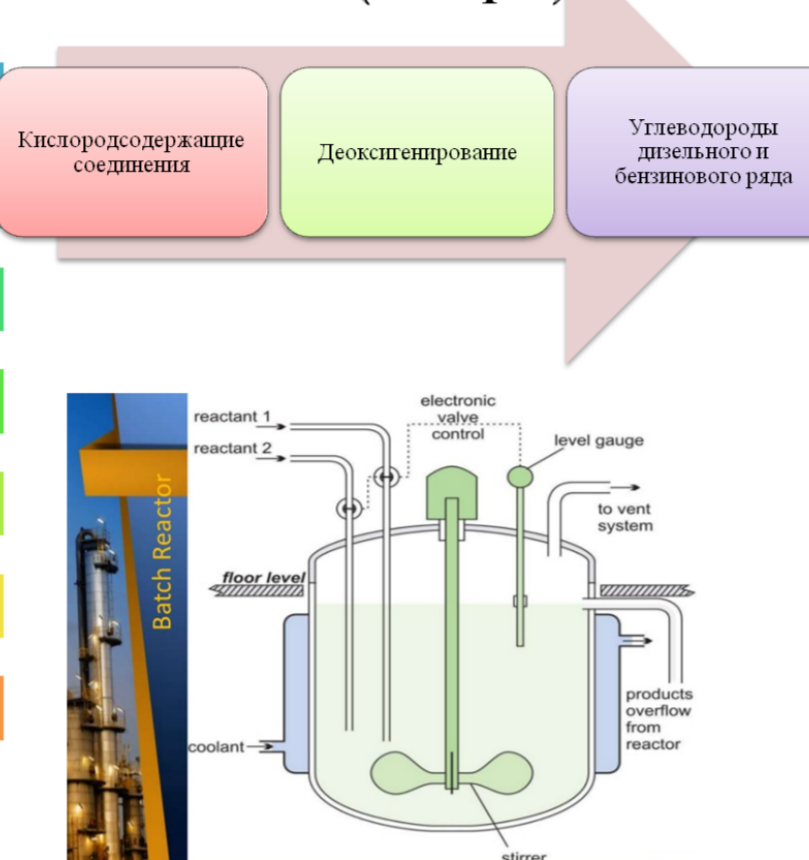 Кислородсодержащие
соединения
Деоксигенирование
Углеводороды
дизельного и
бензинового ряда
Batch Reactor
reactant 1
reactant 2
electronic
valve
control
level gauge
to vent
system
floor level
coolant
products
overflow
from
reactor
stirrer